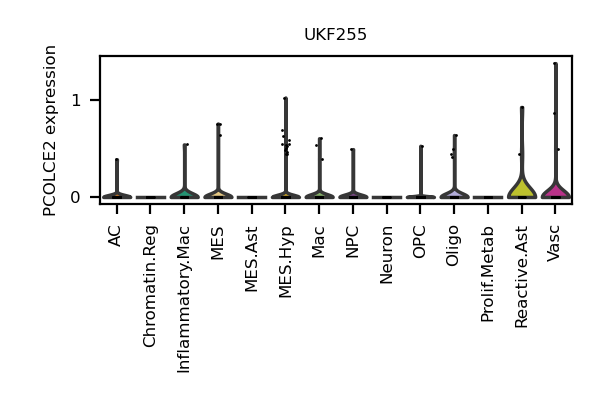 UKF255
PCOLCE2 expression
1
0
AC
Chromatin.Reg
Inflammatory.Mac
MES
MES.Ast
MES.Hyp
Mac
NPC
Neuron
OPC
Oligo
Prolif.Metab
Reactive.Ast
Vasc